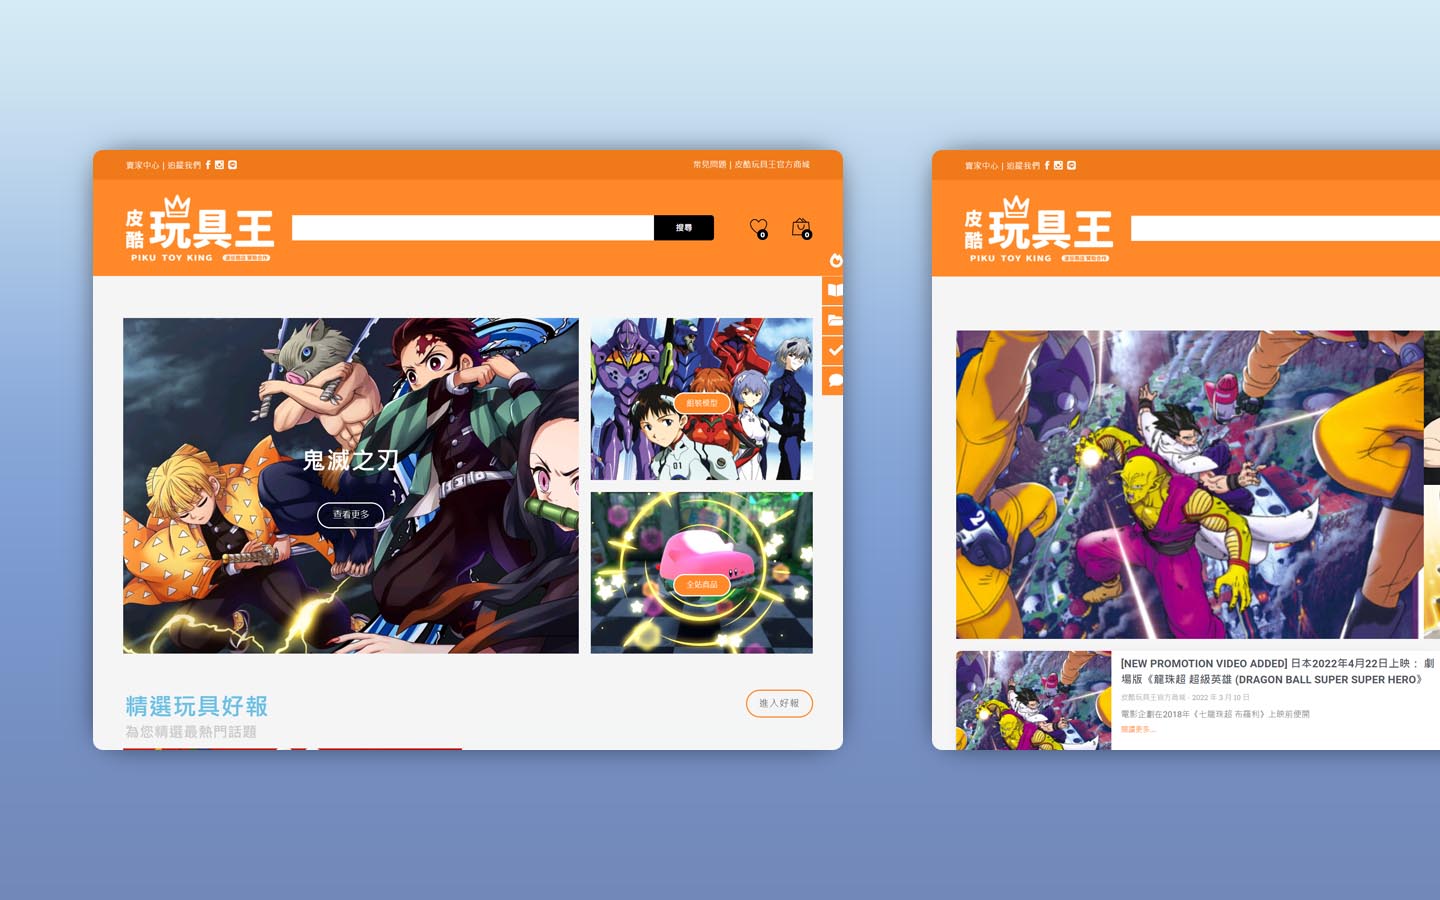 賣家中心 | 追蹤我們
常見問題 | 皮酷玩具王官方商城
皮酷 玩具王
PIKU TOY KING
搜尋
0
0
鬼滅之刃
查看更多
組裝模型
01
全站商品
精選玩具好報
為您精選最熱門話題
進入好報
賣家中心 | 追蹤我們
皮酷 玩具王
PIKU TOY KING
2
[NEW PROMOTION VIDEO ADDED] 日本2022年4月22日上映： 劇
場版《龍珠超 超級英雄 (DRAGON BALL SUPER SUPER HERO》
皮酷玩具王官方商城 · 2022 年 3 月 10 日
電影企劃在2018年《七龍珠超 布羅利》上映前便開
閱讀更多...